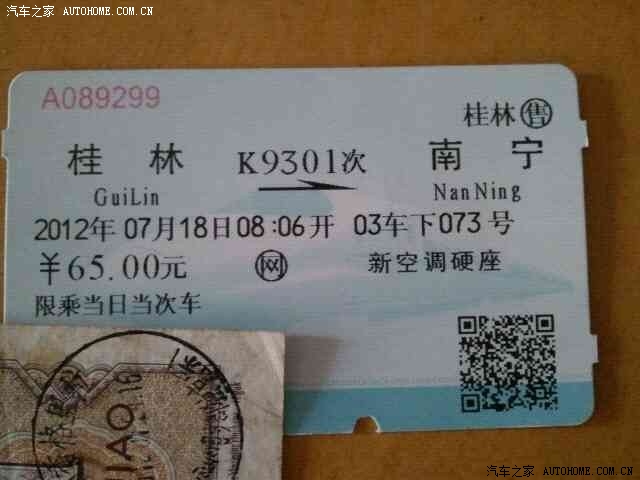 汽车之家 AUTOHOME.COM.CN
A089299
桂林售
桂林 K9301次 南宁
GuiLin NanNing
2012年07月18日08:06开 03车下073号
￥65.00元 网 新空调硬座
限乘当日当次车
汽车之家 AUTOHOME.COM.CN